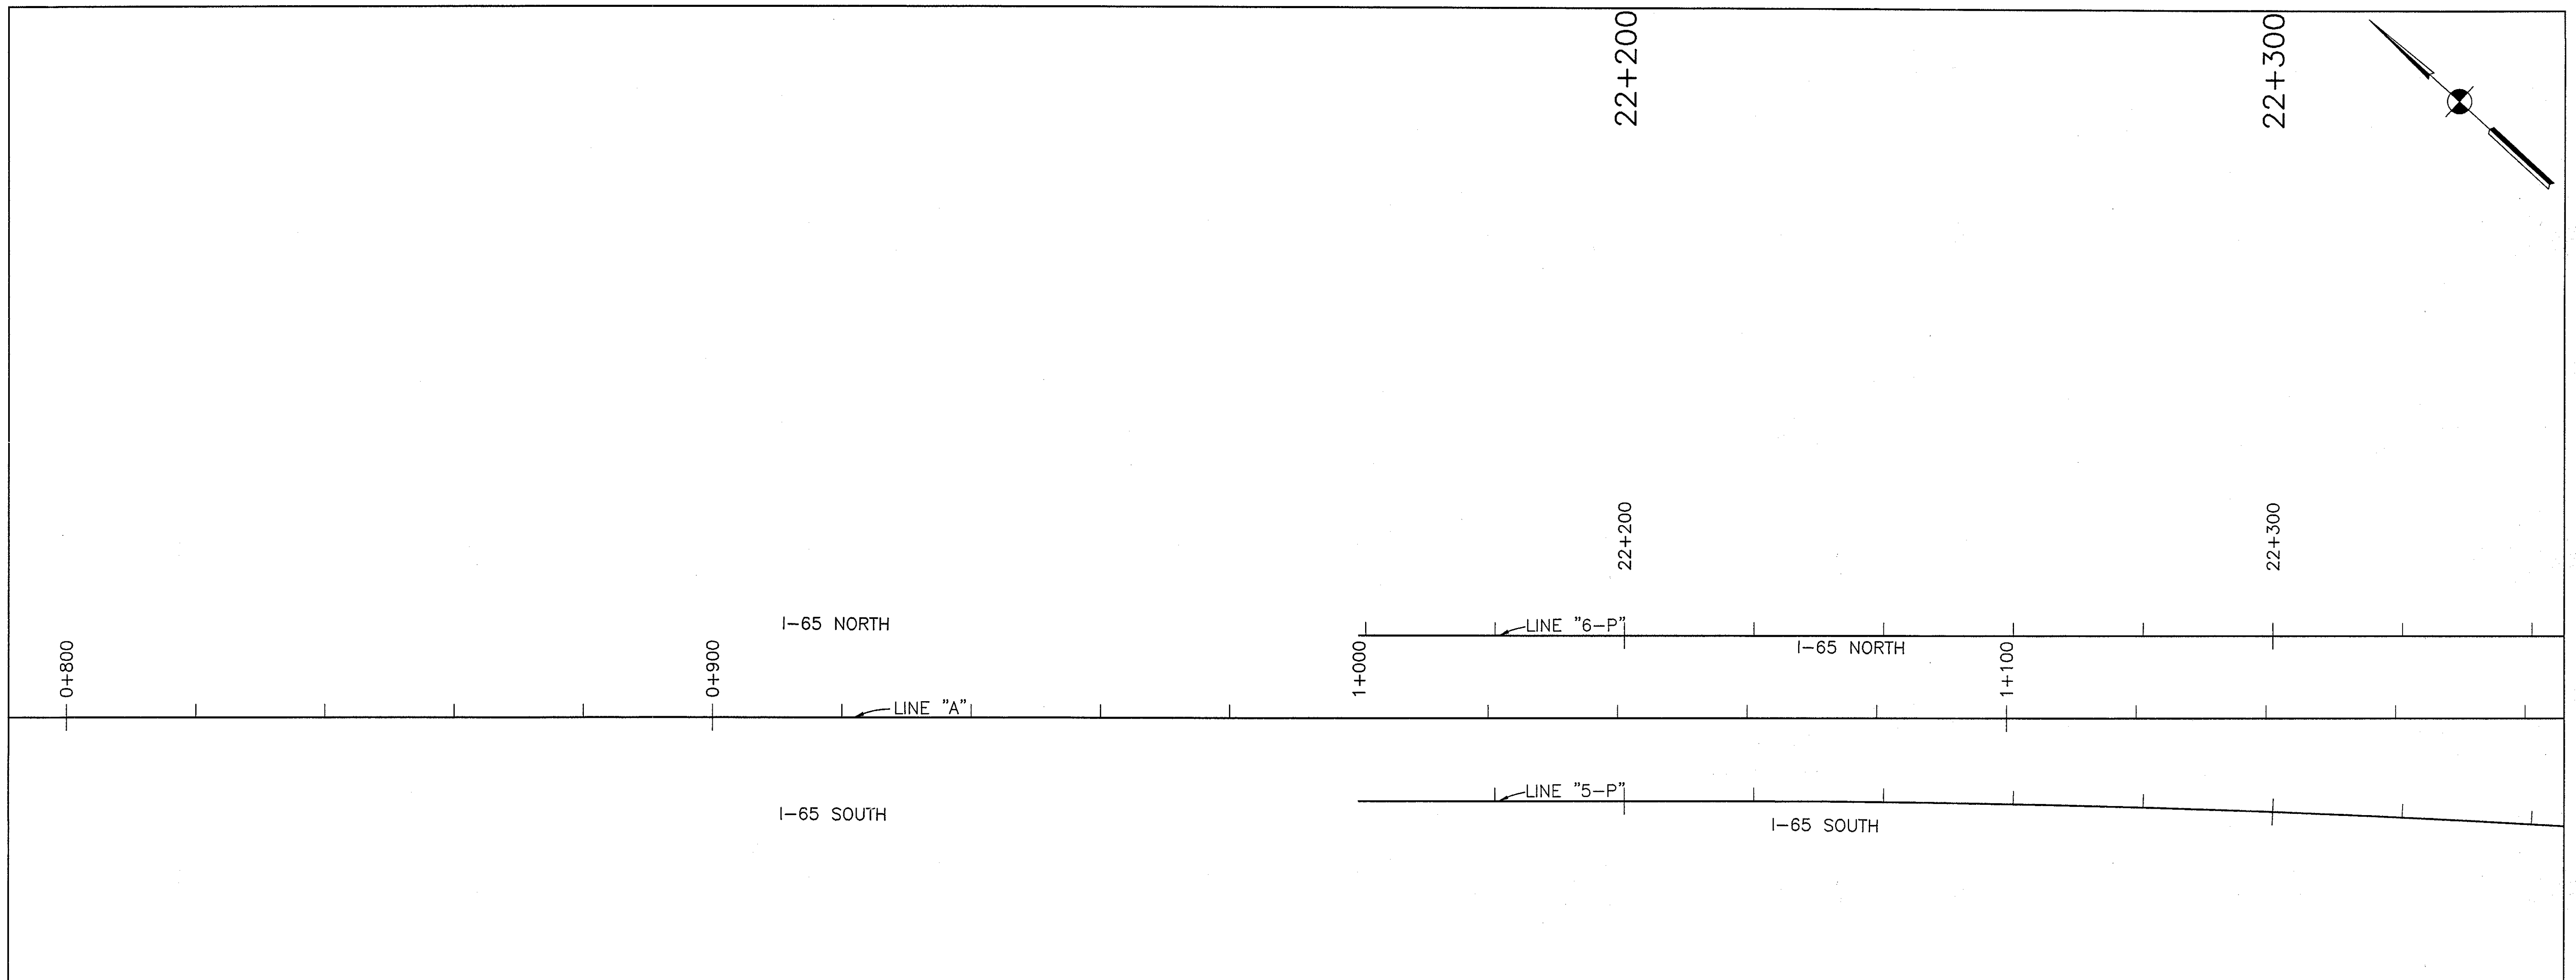 22+200
22+300
22+200
22+300
I-65 NORTH
LINE "6-P"
I-65 NORTH
0+800
0+900
1+000
1+100
LINE "A"
LINE "5-P"
I-65 SOUTH
I-65 SOUTH